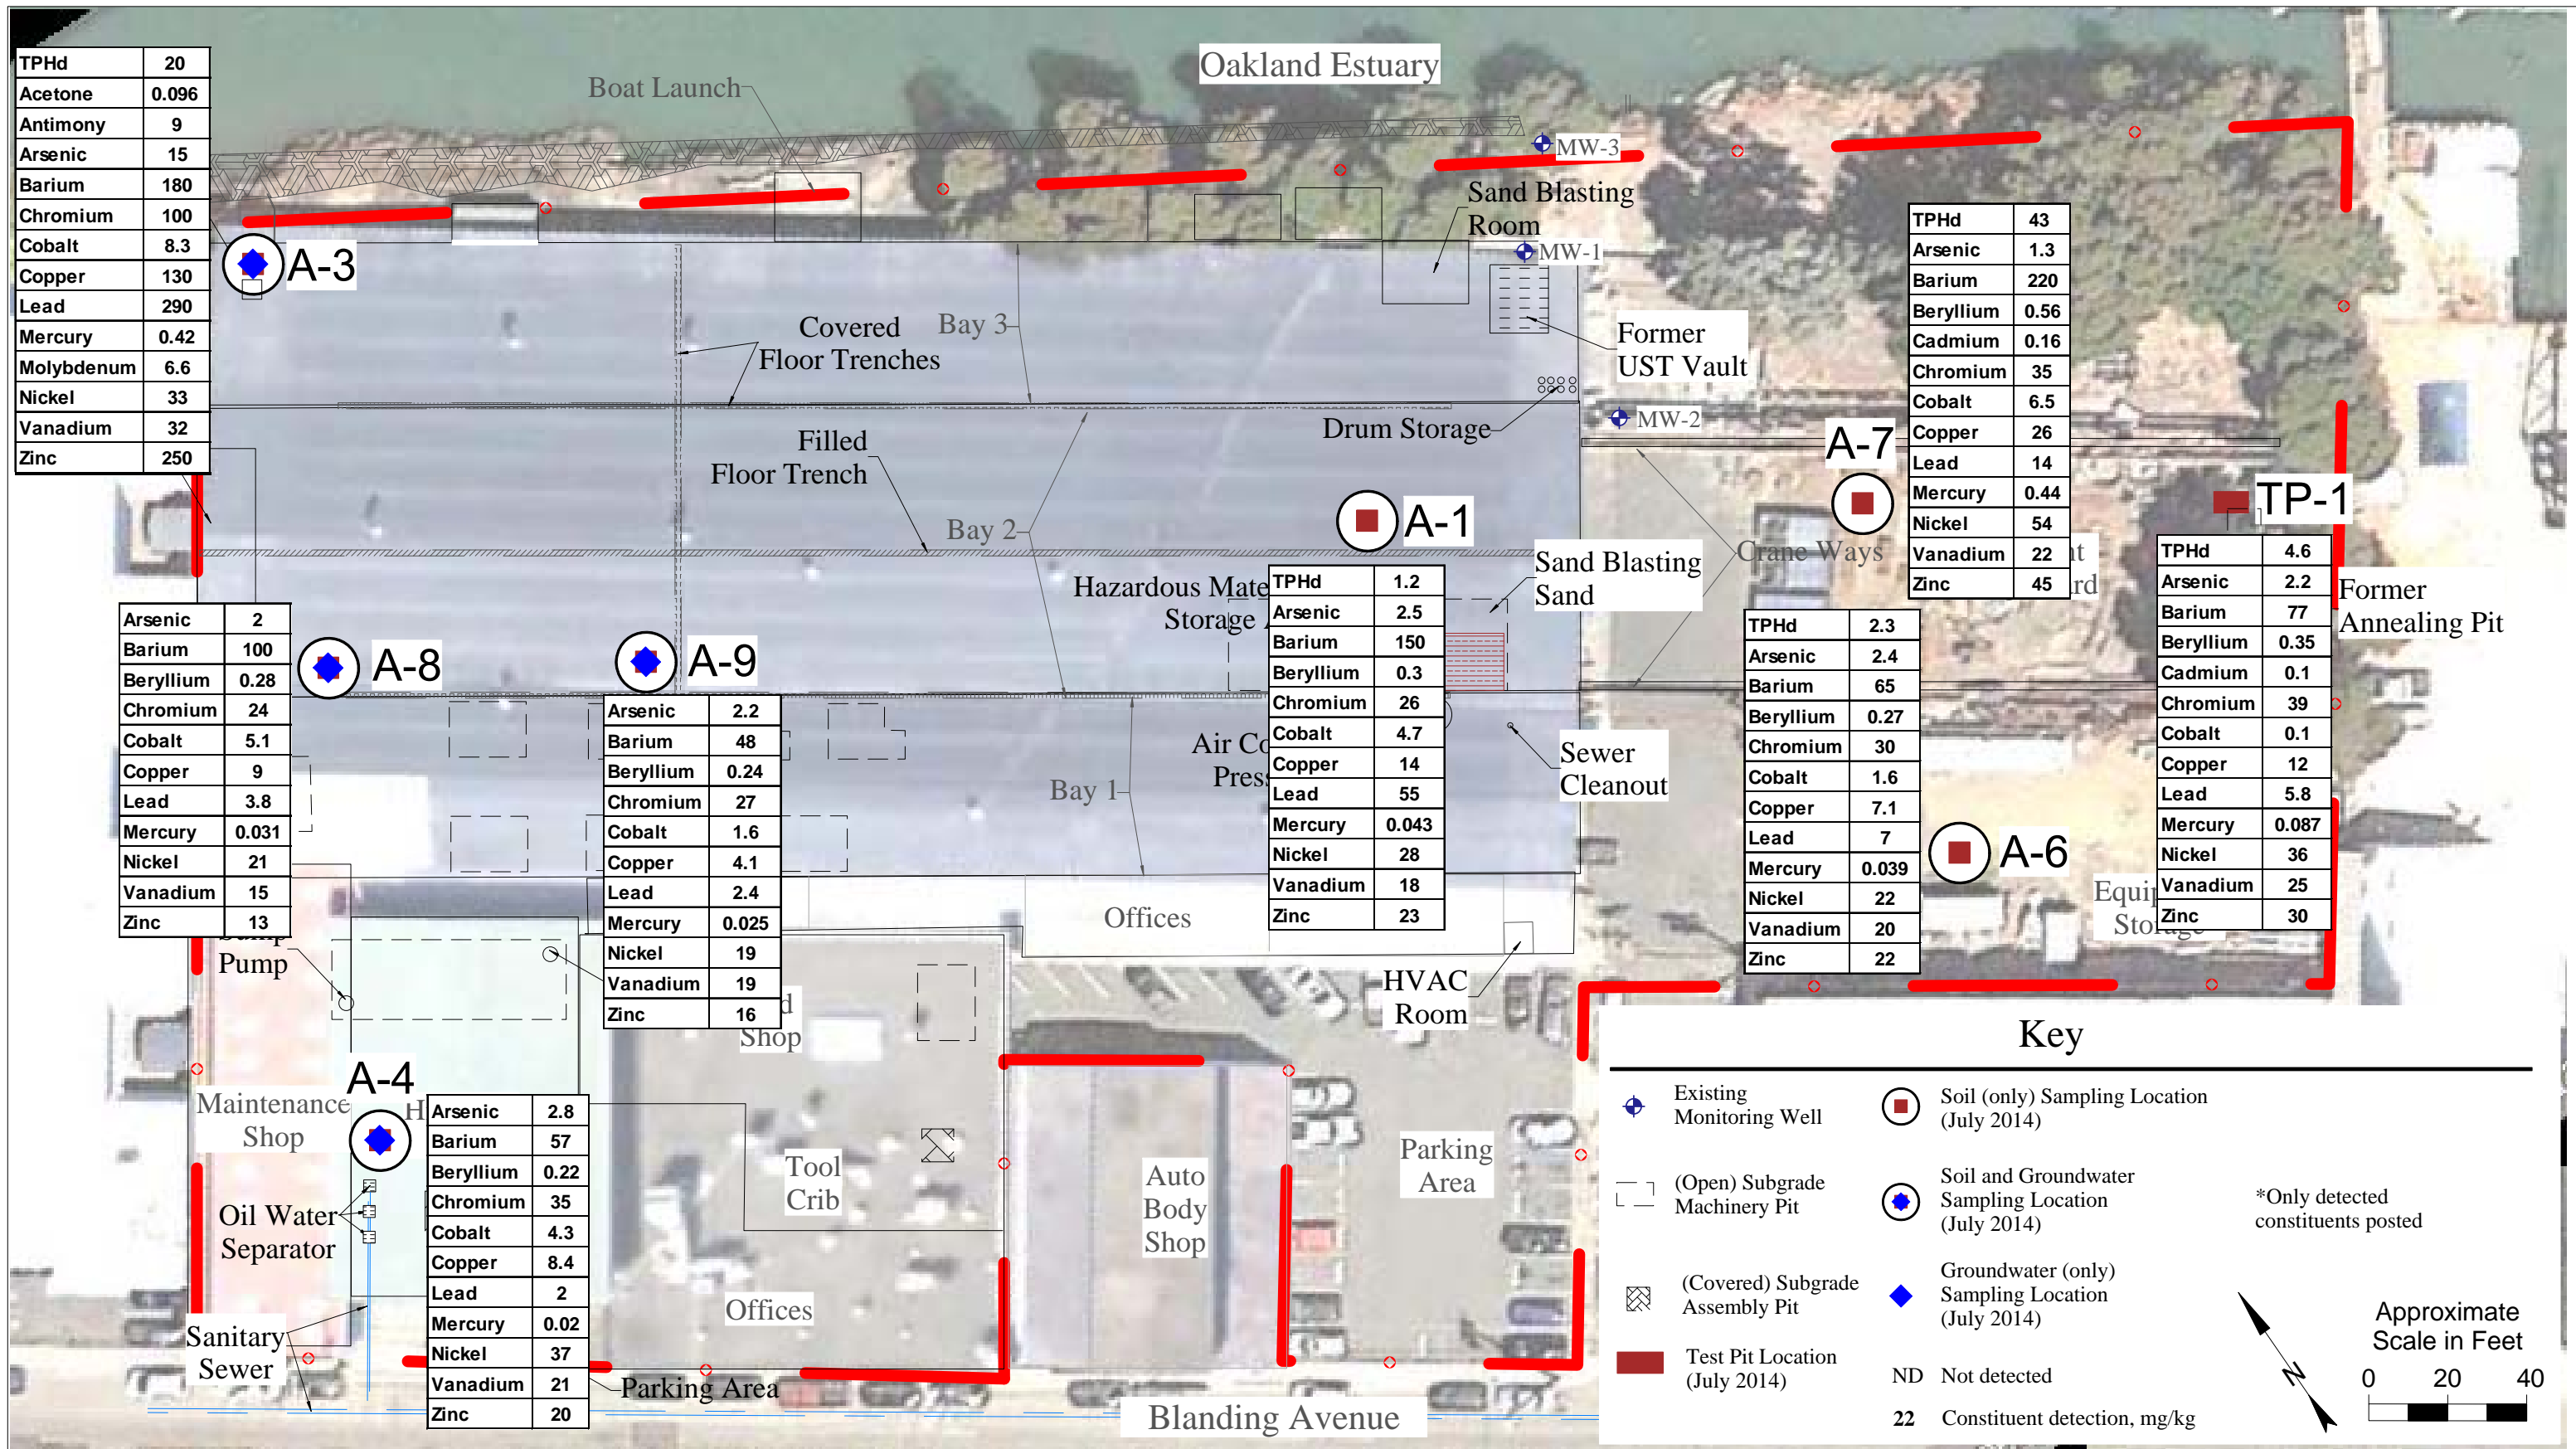 Oakland Estuary
Boat Launch
MW-3
Sand Blasting
Room
MW-1
TPHd 20
Acetone 0.096
Antimony 9
Arsenic 15
Barium 180
Chromium 100
Cobalt 8.3
Copper 130
Lead 290
Mercury 0.42
Molybdenum 6.6
Nickel 33
Vanadium 32
Zinc 250
A-3
Covered
Floor Trenches
Bay 3
Former
UST Vault
Drum Storage
MW-2
Filled
Floor Trench
Bay 2
A-1
A-7
TPHd 43
Arsenic 1.3
Barium 220
Beryllium 0.56
Cadmium 0.16
Chromium 35
Cobalt 6.5
Copper 26
Lead 14
Mercury 0.44
Nickel 54
Vanadium 22
Zinc 45
Crane Ways
TP-1
TPHd 4.6
Arsenic 2.2
Barium 77
Beryllium 0.35
Cadmium 0.1
Chromium 39
Cobalt 0.1
Copper 12
Lead 5.8
Mercury 0.087
Nickel 36
Vanadium 25
Zinc 30
Former
Annealing Pit
Hazardous
Storage
Sand Blasting
Sand
TPHd 1.2
Arsenic 2.5
Barium 150
Beryllium 0.3
Chromium 26
Cobalt 4.7
Copper 14
Lead 55
Mercury 0.043
Nickel 28
Vanadium 18
Zinc 23
Arsenic 2
Barium 100
Beryllium 0.28
Chromium 24
Cobalt 5.1
Copper 9
Lead 3.8
Mercury 0.031
Nickel 21
Vanadium 15
Zinc 13
A-8
A-9
Arsenic 2.2
Barium 48
Beryllium 0.24
Chromium 27
Cobalt 1.6
Copper 4.1
Lead 2.4
Mercury 0.025
Nickel 19
Vanadium 19
Zinc 16
Air
Bay 1
Sewer
Cleanout
TPHd 2.3
Arsenic 2.4
Barium 65
Beryllium 0.27
Chromium 30
Cobalt 1.6
Copper 7.1
Lead 7
Mercury 0.039
Nickel 22
Vanadium 20
Zinc 22
A-6
Offices
HVAC
Room
Pump
Shop
A-4
Maintenance
Shop
Arsenic 2.8
Barium 57
Beryllium 0.22
Chromium 35
Cobalt 4.3
Copper 8.4
Lead 2
Mercury 0.02
Nickel 37
Vanadium 21
Zinc 20
Oil Water
Separator
Sanitary
Sewer
Tool
Crib
Offices
Parking Area
Auto
Body
Shop
Parking
Area
Blanding Avenue
Key
Existing
Monitoring Well
Soil (only) Sampling Location
(July 2014)
(Open) Subgrade
Machinery Pit
Soil and Groundwater
Sampling Location
(July 2014)
*Only detected
constituents posted
(Covered) Subgrade
Assembly Pit
Groundwater (only)
Sampling Location
(July 2014)
Test Pit Location
(July 2014)
ND Not detected
22 Constituent detection, mg/kg
N
Approximate
Scale in Feet
0 20 40